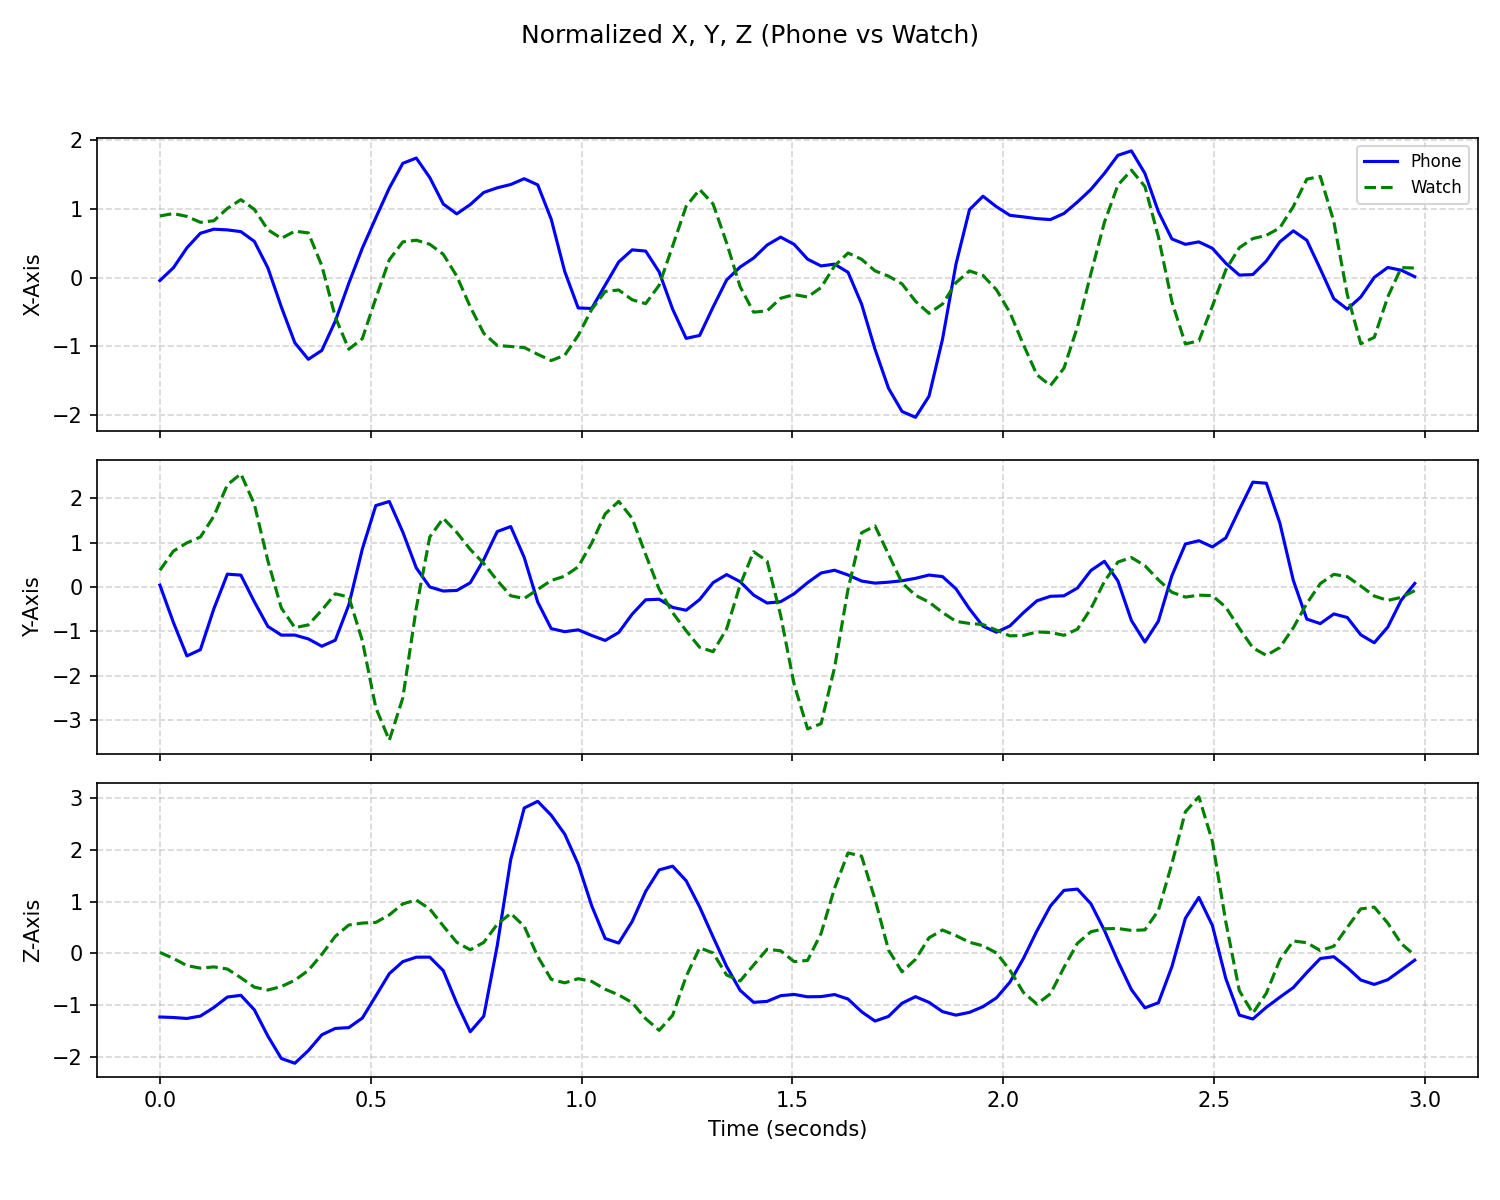 Normalized X, Y, Z (Phone vs Watch)
2
1
0
−1
−2
X-Axis
Phone
Watch
2
1
0
−1
−2
−3
Y-Axis
3
2
1
0
−1
−2
Z-Axis
0.0 0.5 1.0 1.5 2.0 2.5 3.0
Time (seconds)